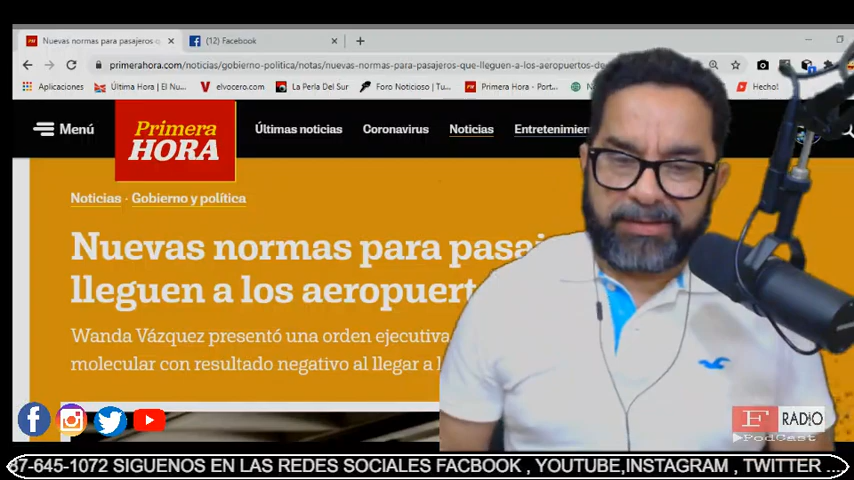 Nuevas normas para pasajeros
(12) Facebook
primerahora.com/noticias/gobierno-politica/notas/nuevas-normas-para-pasajeros-que-lleguen-a-los-aeropuertos-de
Aplicaciones
Última Hora | El Nu...
elvocero.com
La Perla Del Sur
Foro Noticioso | Tu...
Primera Hora - Port...
Hecho!
Menú
Primera
HORA
Últimas noticias
Coronavirus
Noticias
Entretenimien
Noticias · Gobierno y política
Nuevas normas para pasaj
lleguen a los aeropuert
Wanda Vázquez presentó una orden ejecutiva
molecular con resultado negativo al llegar a l
F RADIO
PodCast
87-645-1072 SIGUENOS EN LAS REDES SOCIALES FACBOOK , YOUTUBE,INSTAGRAM , TWITTER ....